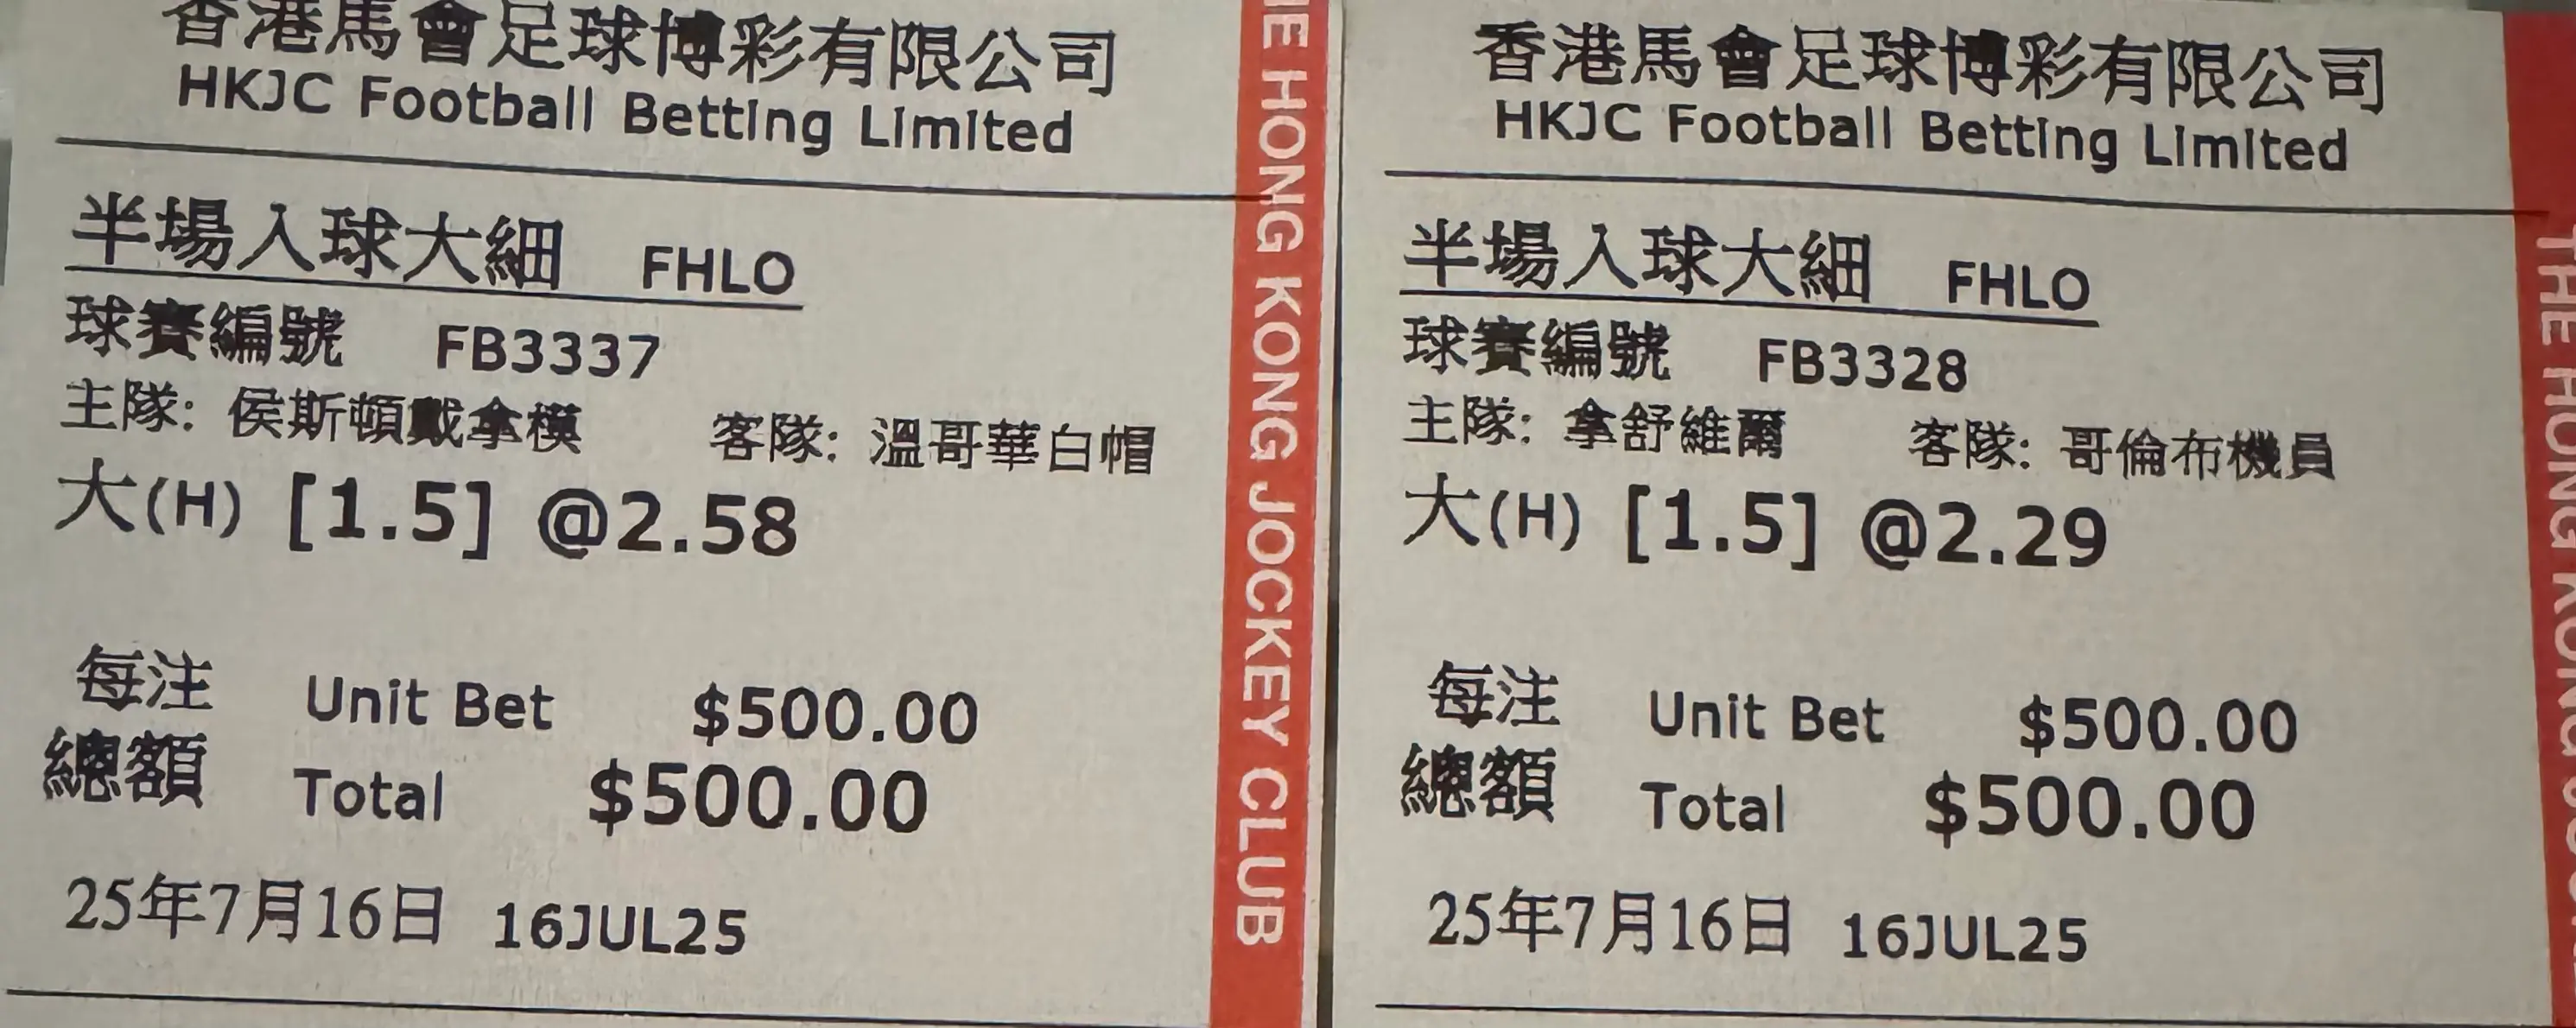 香港馬會足球博彩有限公司
HKJC Football Betting Limited
半場入球大細 FHLO
球賽編號 FB3337
主隊: 侯斯頓戴拿模 客隊: 溫哥華白帽
大(H) [1.5] @2.58
每注 Unit Bet $500.00
總額 Total $500.00
25年7月16日 16JUL25
HE HONG KONG JOCKEY CLUB
香港馬會足球博彩有限公司
HKJC Football Betting Limited
半場入球大細 FHLO
球賽編號 FB3328
主隊: 拿舒維爾 客隊: 哥倫布機員
大(H) [1.5] @2.29
每注 Unit Bet $500.00
總額 Total $500.00
25年7月16日 16JUL25
THE HONG KONG